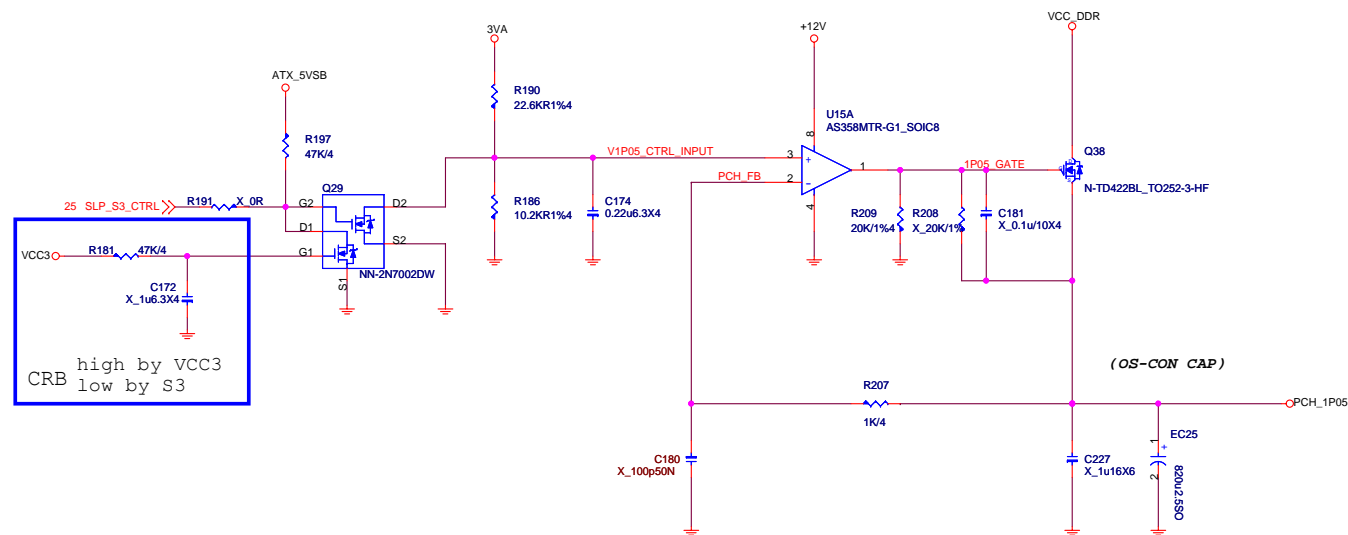 VCC_DDR
+12V
3VA
ATX_5VSB
R190
22.6KR1%4
U15A
AS358MTR-G1_SOIC8
R197
47K/4
8
Q38
V1P05_CTRL_INPUT
3
+
1
1P05_GATE
PCH_FB
2
-
N-TD422BL_TO252-3-HF
Q29
4
25 SLP_S3_CTRL
R191
X_0R
G2
D2
R186
10.2KR1%4
C174
0.22u6.3X4
R209
20K/1%4
R208
X_20K/1%
C181
X_0.1u/10X4
D1
S2
VCC3
R181
47K/4
G1
NN-2N7002DW
S1
C172
X_1u6.3X4
CRB
high by VCC3
low by S3
(OS-CON CAP)
R207
1K/4
PCH_1P05
EC25
1
+
2
820u2.5SO
C180
X_100p50N
C227
X_1u16X6